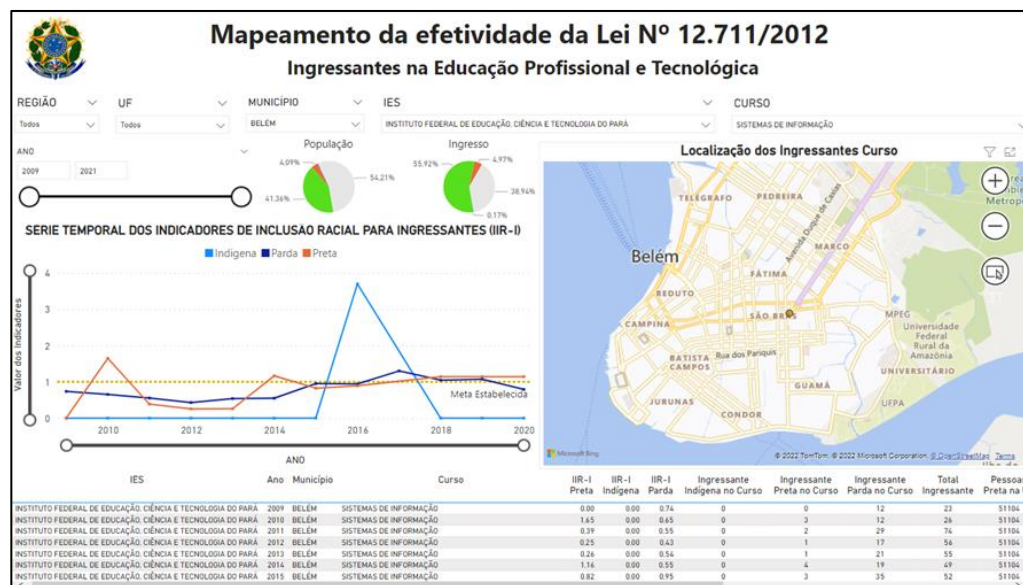 Mapeamento da efetividade da Lei Nº 12.711/2012
Ingressantes na Educação Profissional e Tecnológica
REGIÃO UF MUNICÍPIO IES CURSO
Todos Todos BELÉM INSTITUTO FEDERAL DE EDUCAÇÃO, CIÊNCIA E TECNOLOGIA DO PARÁ SISTEMAS DE INFORMAÇÃO
ANO
2009 2021
População
4,09%
54,21%
41,36%
Ingresso
55,92%
4,97%
38,94%
0,17%
SÉRIE TEMPORAL DOS INDICADORES DE INCLUSÃO RACIAL PARA INGRESSANTES (IIR-I)
Indígena Parda Preta
Valor dos Indicadores
4
3
2
1
0
Meta Estabelecida
2010 2012 2014 2016 2018 2020
ANO
Localização dos Ingressantes Curso
TELÉGRAFO
PEDREIRA
Avenida Duque de Caxias
MARCO
Belém
FÁTIMA
REDUTO
SÃO BRÁS
CAMPINA
MPEG
Universidade
Federal
Rural da
Amazônia
BATISTA
CAMPOS
Rua dos Pariquis
UNIVERSITÁRIO
GUAMÁ
JURUNAS
UFPA
CONDOR
Microsoft Bing
© 2022 TomTom, © 2022 Microsoft Corporation, © OpenStreetMap Terms
IES Ano Município Curso IIR-I Preta IIR-I Indígena IIR-I Parda Ingressante Indígena no Curso Ingressante Preta no Curso Ingressante Parda no Curso Total Ingressante Pessoas Preta na
INSTITUTO FEDERAL DE EDUCAÇÃO, CIÊNCIA E TECNOLOGIA DO PARÁ 2009 BELÉM SISTEMAS DE INFORMAÇÃO 0.00 0.00 0.74 0 0 12 23 51104
INSTITUTO FEDERAL DE EDUCAÇÃO, CIÊNCIA E TECNOLOGIA DO PARÁ 2010 BELÉM SISTEMAS DE INFORMAÇÃO 1.65 0.00 0.65 0 3 12 26 51104
INSTITUTO FEDERAL DE EDUCAÇÃO, CIÊNCIA E TECNOLOGIA DO PARÁ 2011 BELÉM SISTEMAS DE INFORMAÇÃO 0.39 0.00 0.55 0 2 29 74 51104
INSTITUTO FEDERAL DE EDUCAÇÃO, CIÊNCIA E TECNOLOGIA DO PARÁ 2012 BELÉM SISTEMAS DE INFORMAÇÃO 0.25 0.00 0.43 0 1 17 56 51104
INSTITUTO FEDERAL DE EDUCAÇÃO, CIÊNCIA E TECNOLOGIA DO PARÁ 2013 BELÉM SISTEMAS DE INFORMAÇÃO 0.26 0.00 0.54 0 1 21 55 51104
INSTITUTO FEDERAL DE EDUCAÇÃO, CIÊNCIA E TECNOLOGIA DO PARÁ 2014 BELÉM SISTEMAS DE INFORMAÇÃO 1.16 0.00 0.55 0 4 19 49 51104
INSTITUTO FEDERAL DE EDUCAÇÃO, CIÊNCIA E TECNOLOGIA DO PARÁ 2015 BELÉM SISTEMAS DE INFORMAÇÃO 0.82 0.00 0.95 0 3 35 52 51104